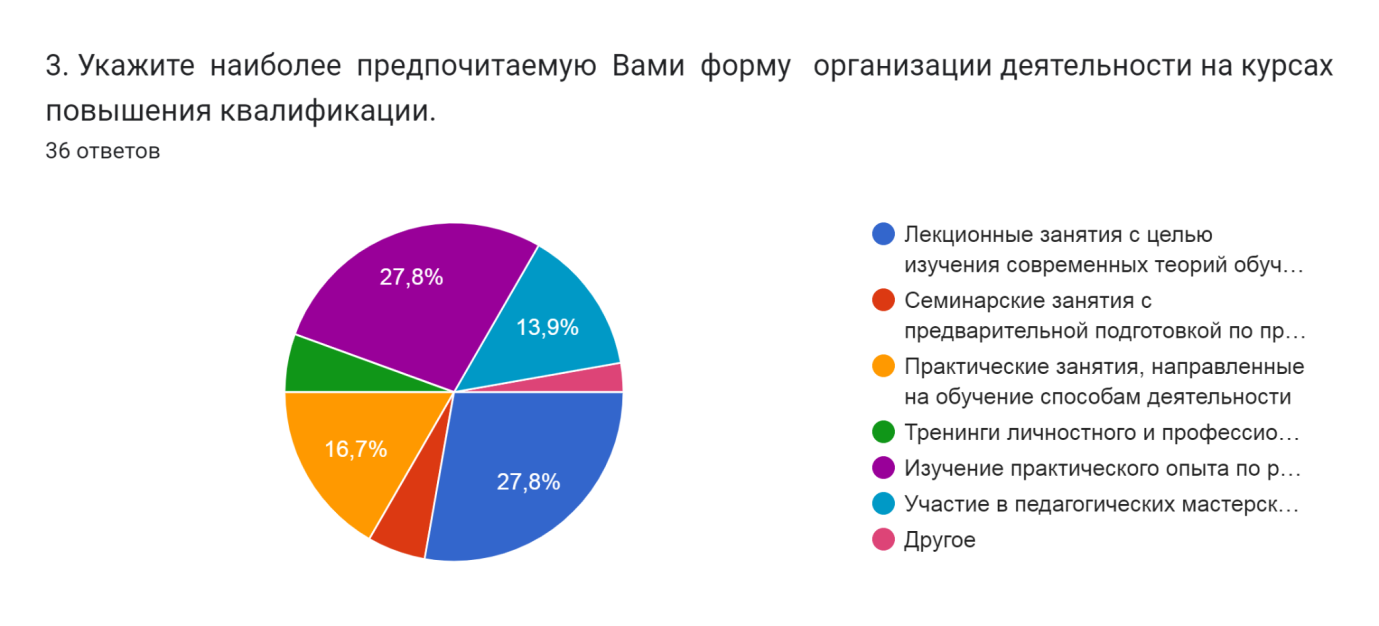 3. Укажите наиболее предпочитаемую Вами форму организации деятельности на курсах
повышения квалификации.
36 ответов
27,8%
13,9%
16,7%
27,8%
Лекционные занятия с целью
изучения современных теорий обуч…
Семинарские занятия с
предварительной подготовкой по пр…
Практические занятия, направленные
на обучение способам деятельности
Тренинги личностного и профессио…
Изучение практического опыта по р…
Участие в педагогических мастерск…
Другое